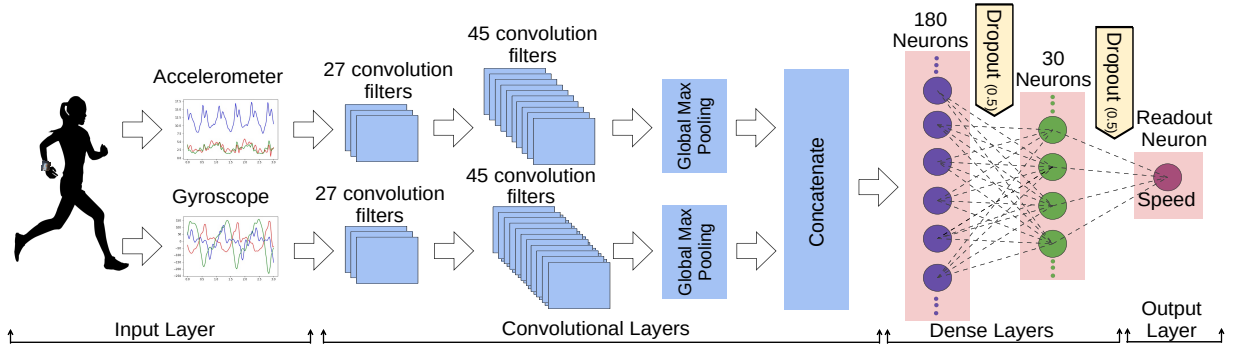 Accelerometer
27 convolution
filters
45 convolution
filters
Global Max
Pooling
Gyroscope
27 convolution
filters
45 convolution
filters
Global Max
Pooling
Concatenate
180
Neurons
Dropout (0.5)
30
Neurons
Dropout (0.5)
Readout
Neuron
Speed
Input Layer
Convolutional Layers
Dense Layers
Output
Layer